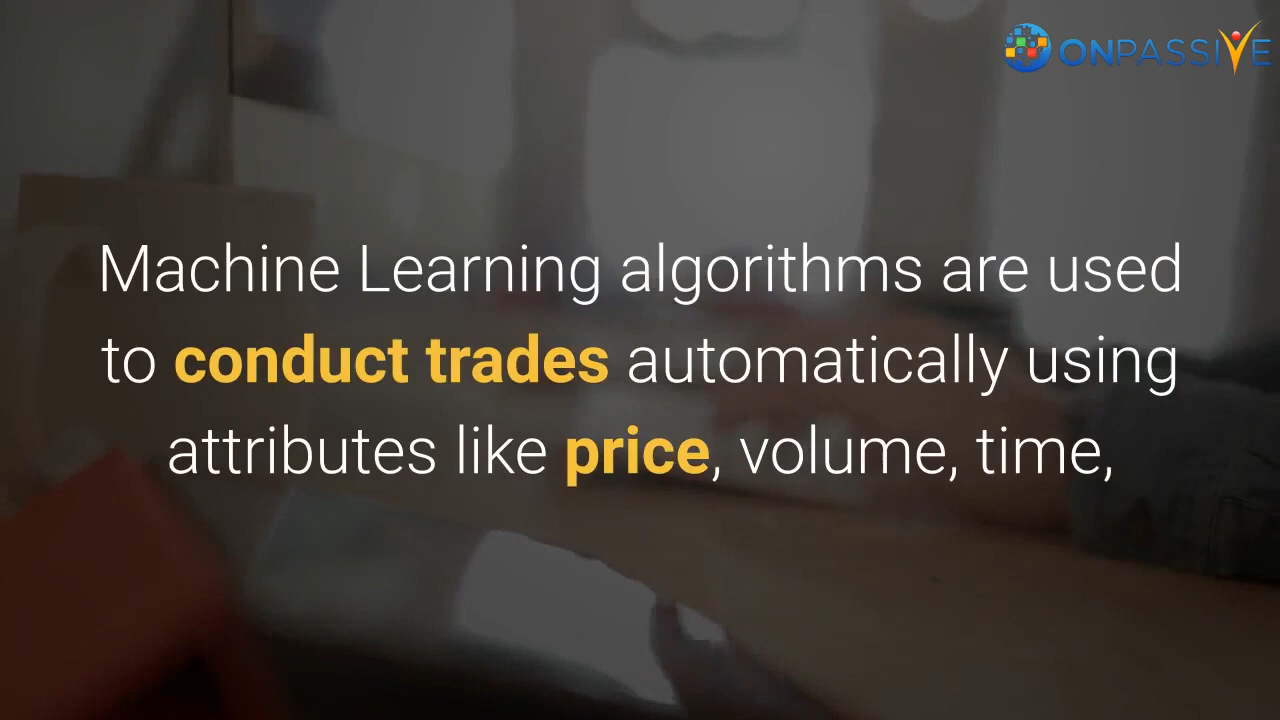 ONPASSIVE
Machine Learning algorithms are used
to conduct trades automatically using
attributes like price, volume, time,